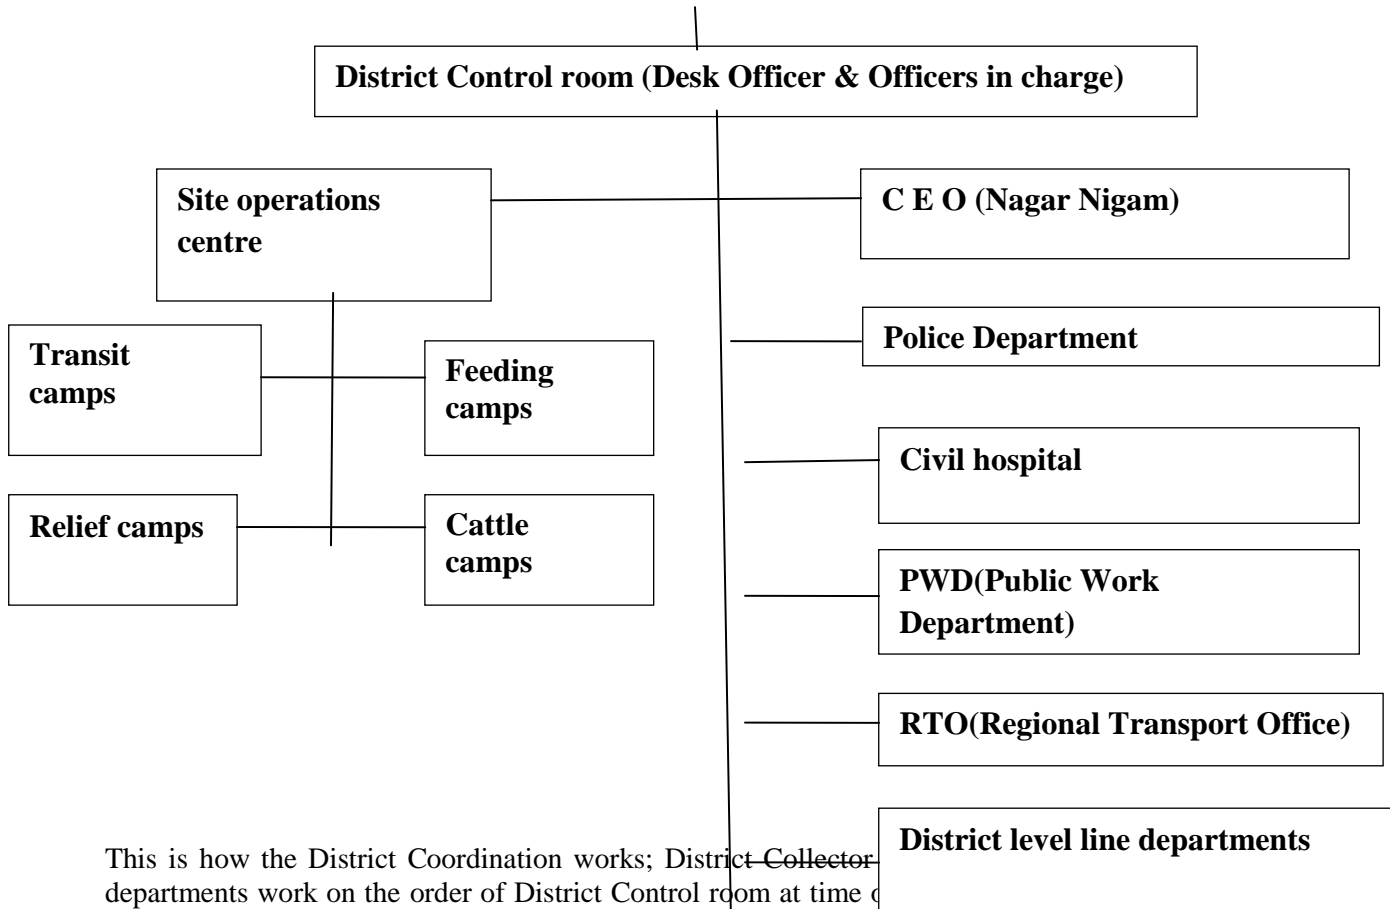 District Control room (Desk Officer & Officers in charge)
Site operations
centre
C E O (Nagar Nigam)
Transit
camps
Feeding
camps
Police Department
Relief camps
Cattle
camps
Civil hospital
PWD(Public Work
Department)
RTO(Regional Transport Office)
District level line departments
This is how the District Coordination works; District Collector
departments work on the order of District Control room at time